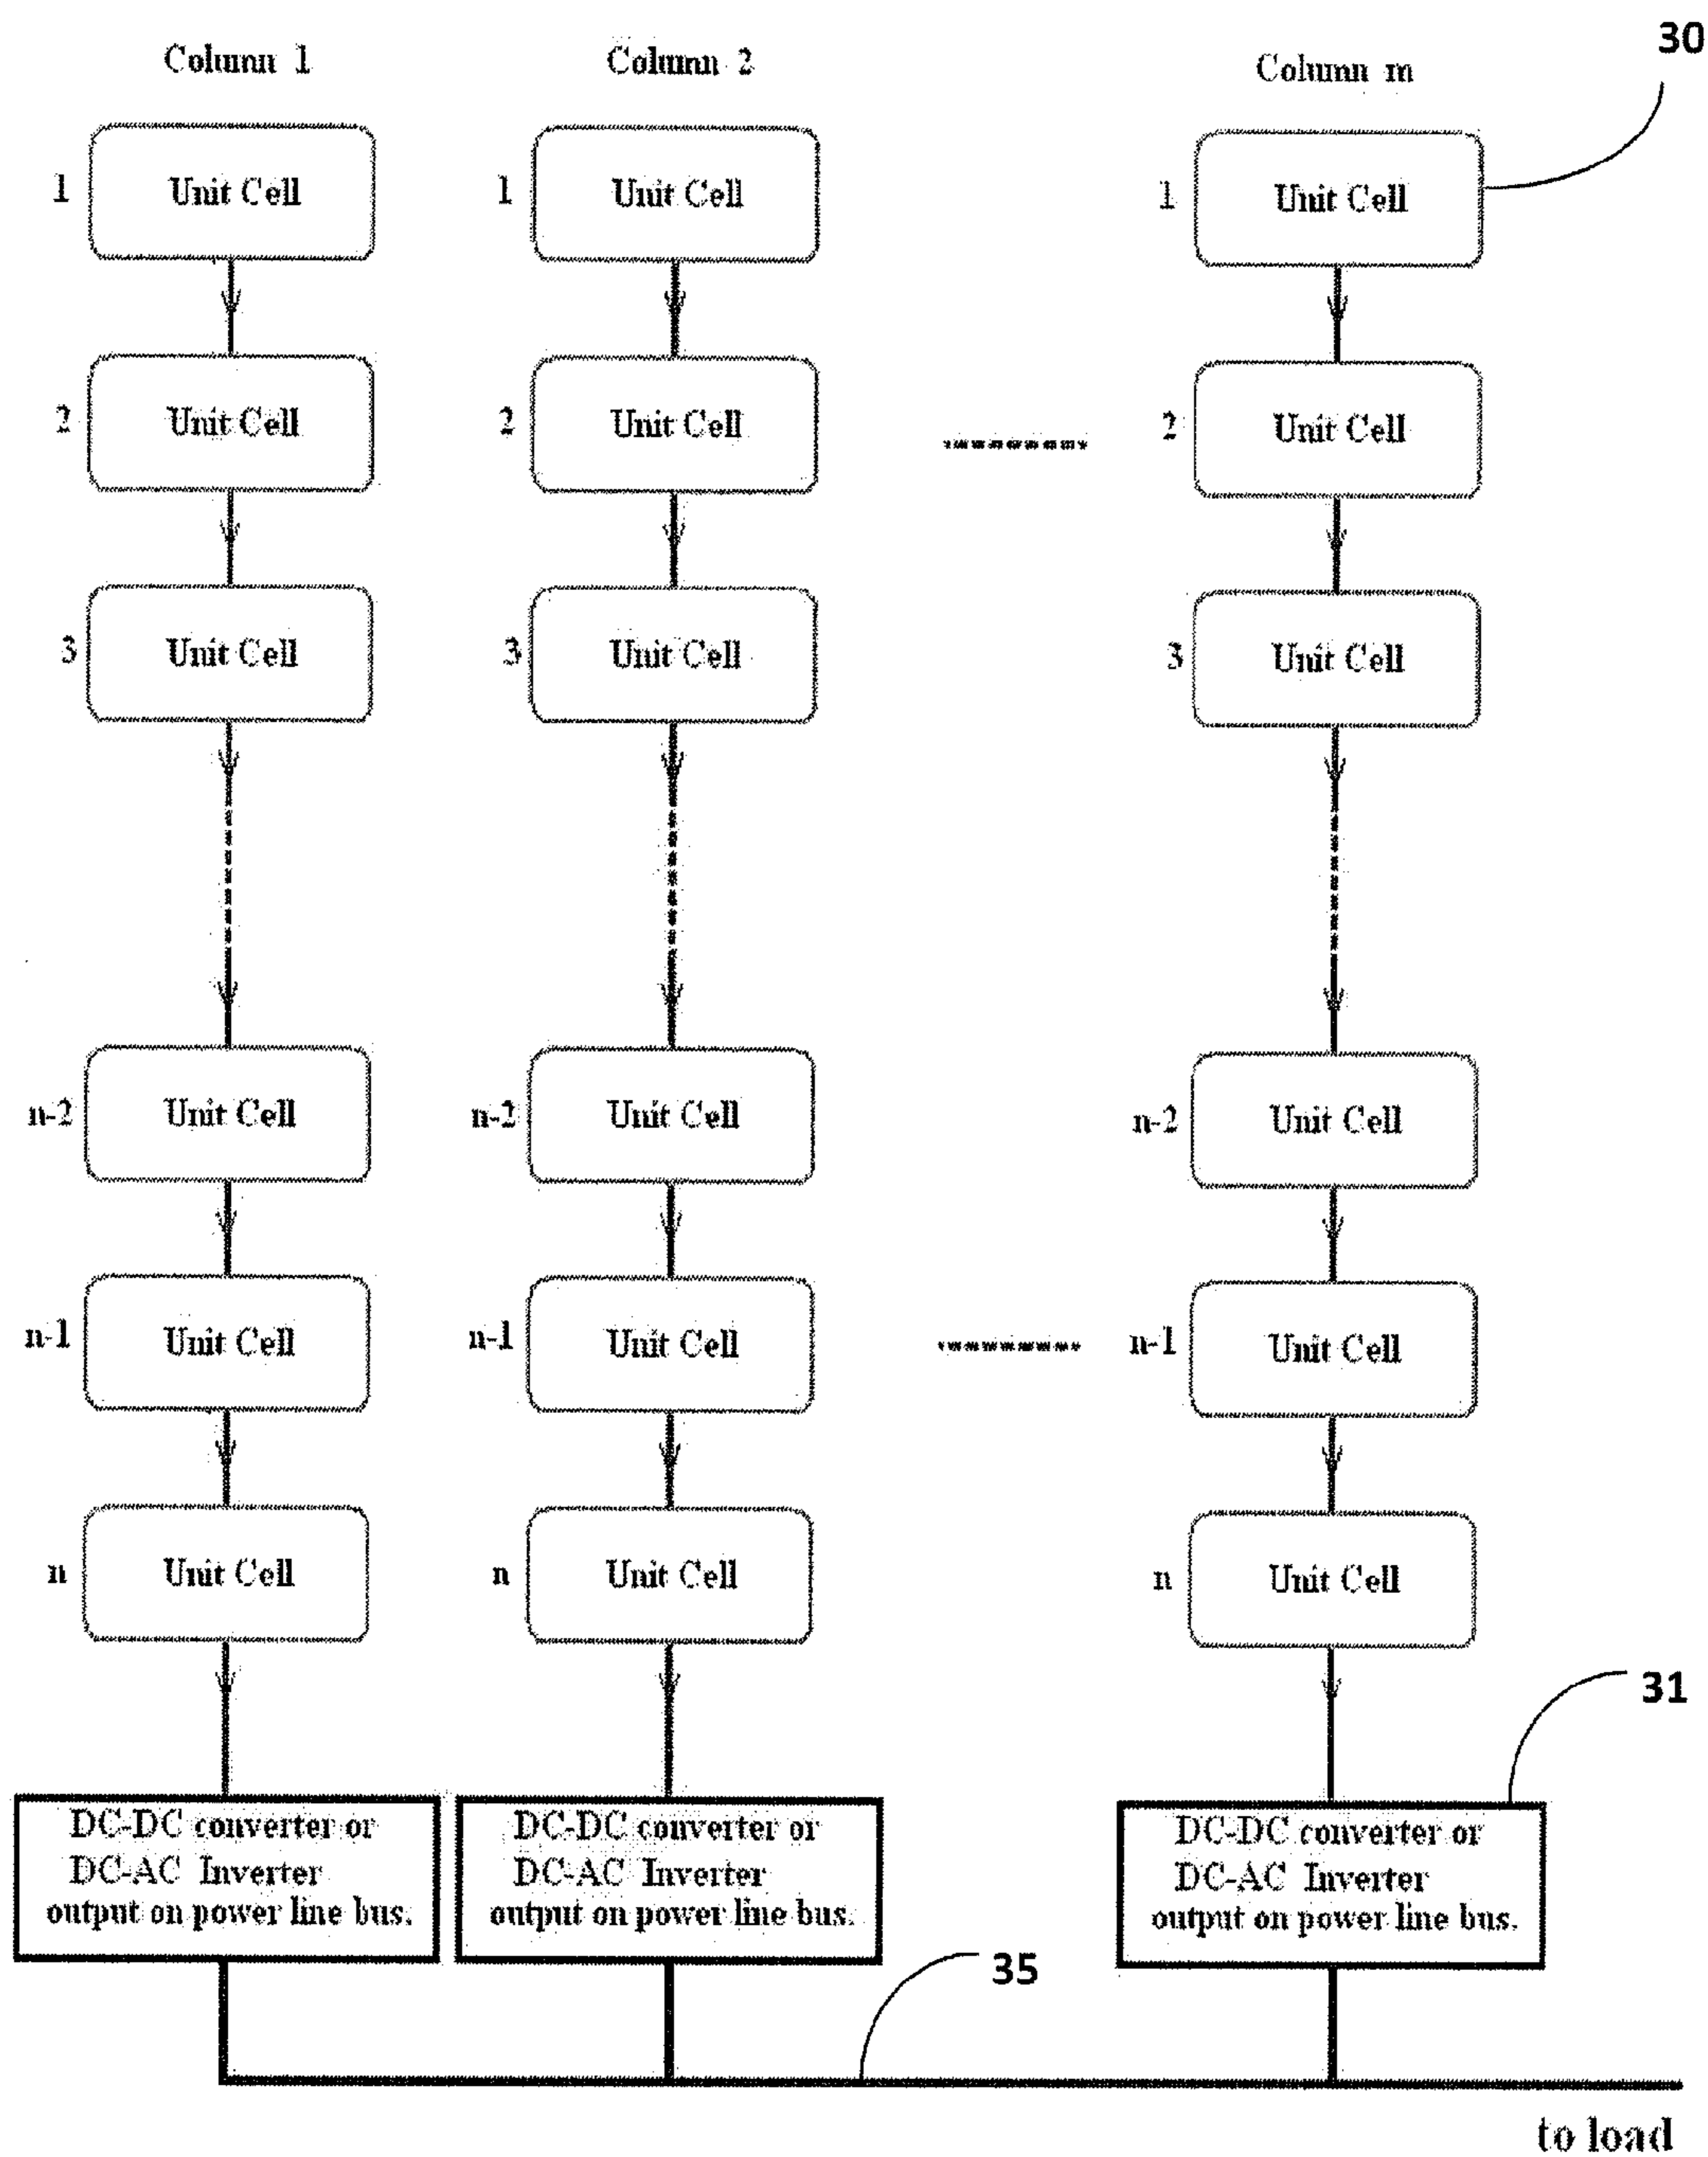 30
Column 1 Column 2 Column m
1 Unit Cell 1 Unit Cell 1 Unit Cell
2 Unit Cell 2 Unit Cell 2 Unit Cell
3 Unit Cell 3 Unit Cell 3 Unit Cell
n-2 Unit Cell n-2 Unit Cell n-2 Unit Cell
n-1 Unit Cell n-1 Unit Cell n-1 Unit Cell
n Unit Cell n Unit Cell n Unit Cell
31
DC-DC converter or DC-DC converter or DC-DC converter or
DC-AC Inverter DC-AC Inverter DC-AC Inverter
output on power line bus. output on power line bus. output on power line bus.
35
to load